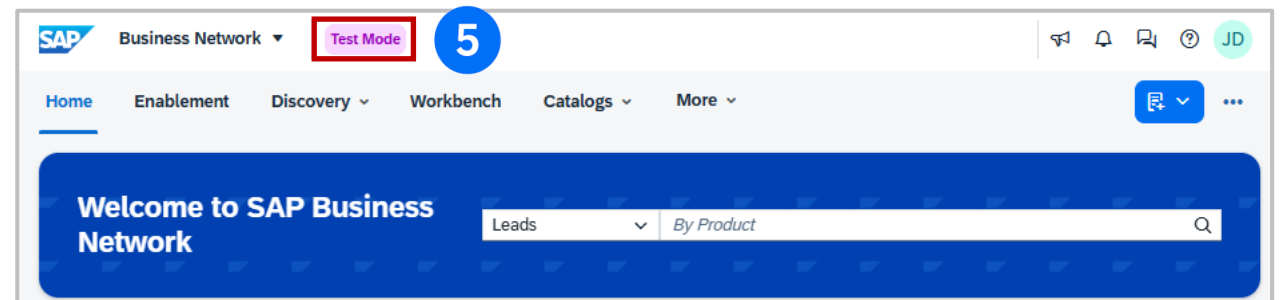 SAP Business Network Test Mode 5 JD
Home Enablement Discovery Workbench Catalogs More
Welcome to SAP Business
Network
Leads By Product